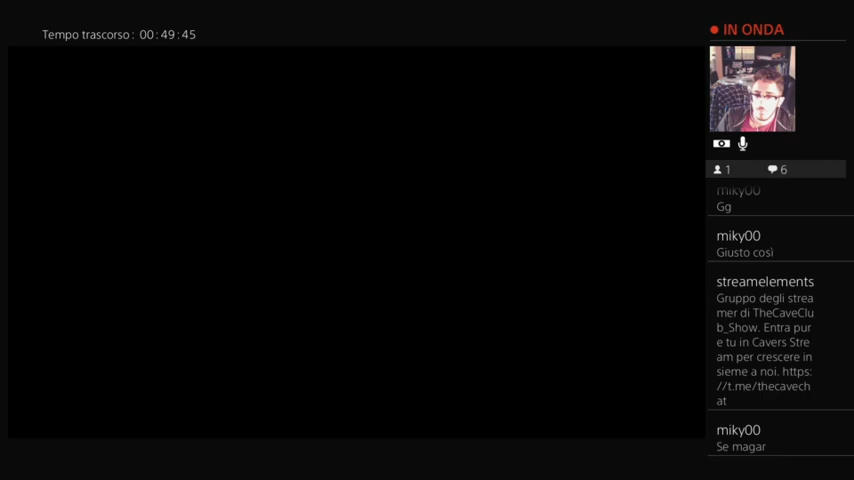 Tempo trascorso: 00:49:45
IN ONDA
1
6
miky00
Gg
miky00
Giusto così
streamelements
Gruppo degli strea
mer di TheCaveClu
b_Show. Entra pur
e tu in Cavers Stre
am per crescere in
sieme a noi. https:
//t.me/thecavech
at
miky00
Se magar